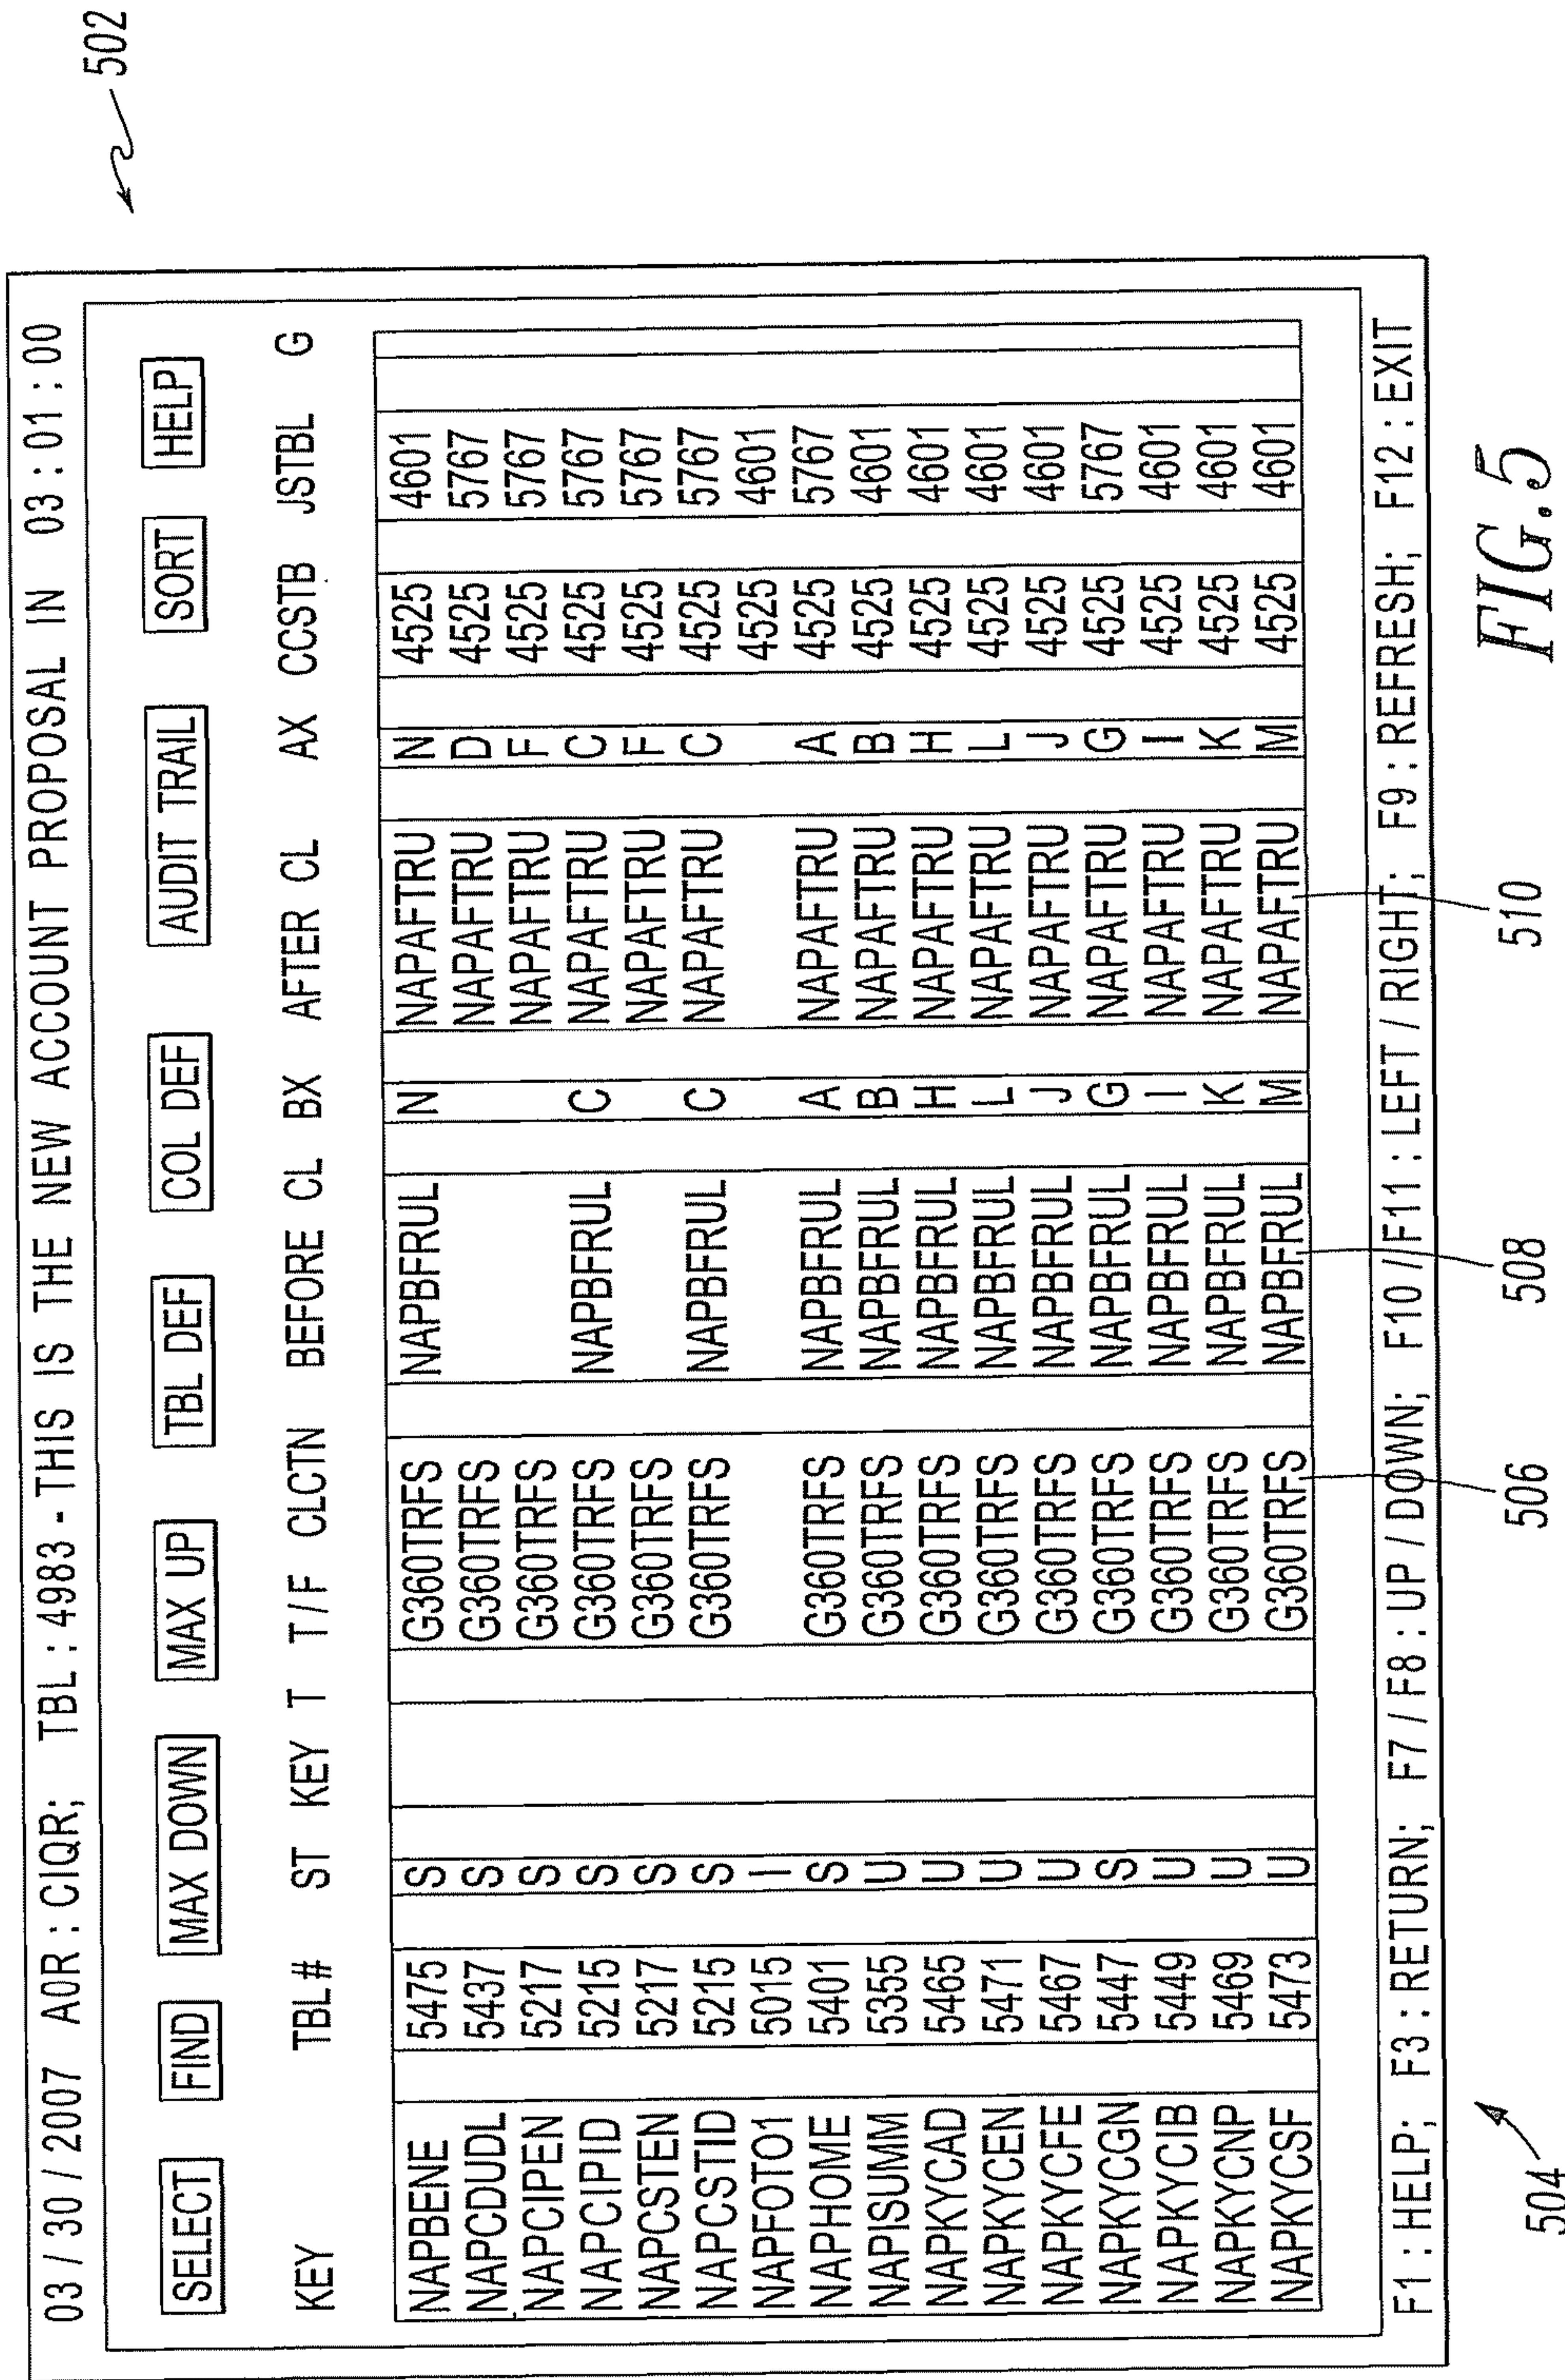 502
03 / 30 / 2007 A0R : CIQR; TBL : 4983 - THIS IS THE NEW ACCOUNT PROPOSAL IN 03 : 01 : 00
SELECT FIND MAX DOWN MAX UP TBL DEF COL DEF AUDIT TRAIL SORT HELP
KEY TBL# ST KEY T T/F CLCTN BEFORE CL BX AFTER CL AX CCSTB JSTBL G
NAPBENE 5475 S G360TRFS NAPBFRUL N NAPAFTRU N 4525 4601
NAPCDUDL 5437 S G360TRFS NAPAFTRU D 4525 5767
NAPCIPEN 5217 S G360TRFS NAPAFTRU F 4525 5767
NAPCIPID 5215 S G360TRFS NAPBFRUL C NAPAFTRU C 4525 5767
NAPCSTEN 5217 S G360TRFS NAPAFTRU F 4525 5767
NAPCSTID 5215 S G360TRFS NAPBFRUL C NAPAFTRU C 4525 5767
NAPFOTO1 5015 I 4525 4601
NAPHOME 5401 S G360TRFS NAPBFRUL A NAPAFTRU A 4525 5767
NAPISUMM 5355 U G360TRFS NAPBFRUL B NAPAFTRU B 4525 4601
NAPKYCAD 5465 U G360TRFS NAPBFRUL H NAPAFTRU H 4525 4601
NAPKYCEN 5471 U G360TRFS NAPBFRUL L NAPAFTRU L 4525 4601
NAPKYCFE 5467 U G360TRFS NAPBFRUL J NAPAFTRU J 4525 4601
NAPKYCGN 5447 S G360TRFS NAPBFRUL G NAPAFTRU G 4525 5767
NAPKYCIB 5449 U G360TRFS NAPBFRUL I NAPAFTRU I 4525 4601
NAPKYCNP 5469 U G360TRFS NAPBFRUL K NAPAFTRU K 4525 4601
NAPKYCSF 5473 U G360TRFS NAPBFRUL M NAPAFTRU M 4525 4601
F1 : HELP; F3 : RETURN; F7 / F8 : UP / DOWN; F10 / F11 : LEFT / RIGHT; F9 : REFRESH; F12 : EXIT
504 506 508 510
FIG. 5